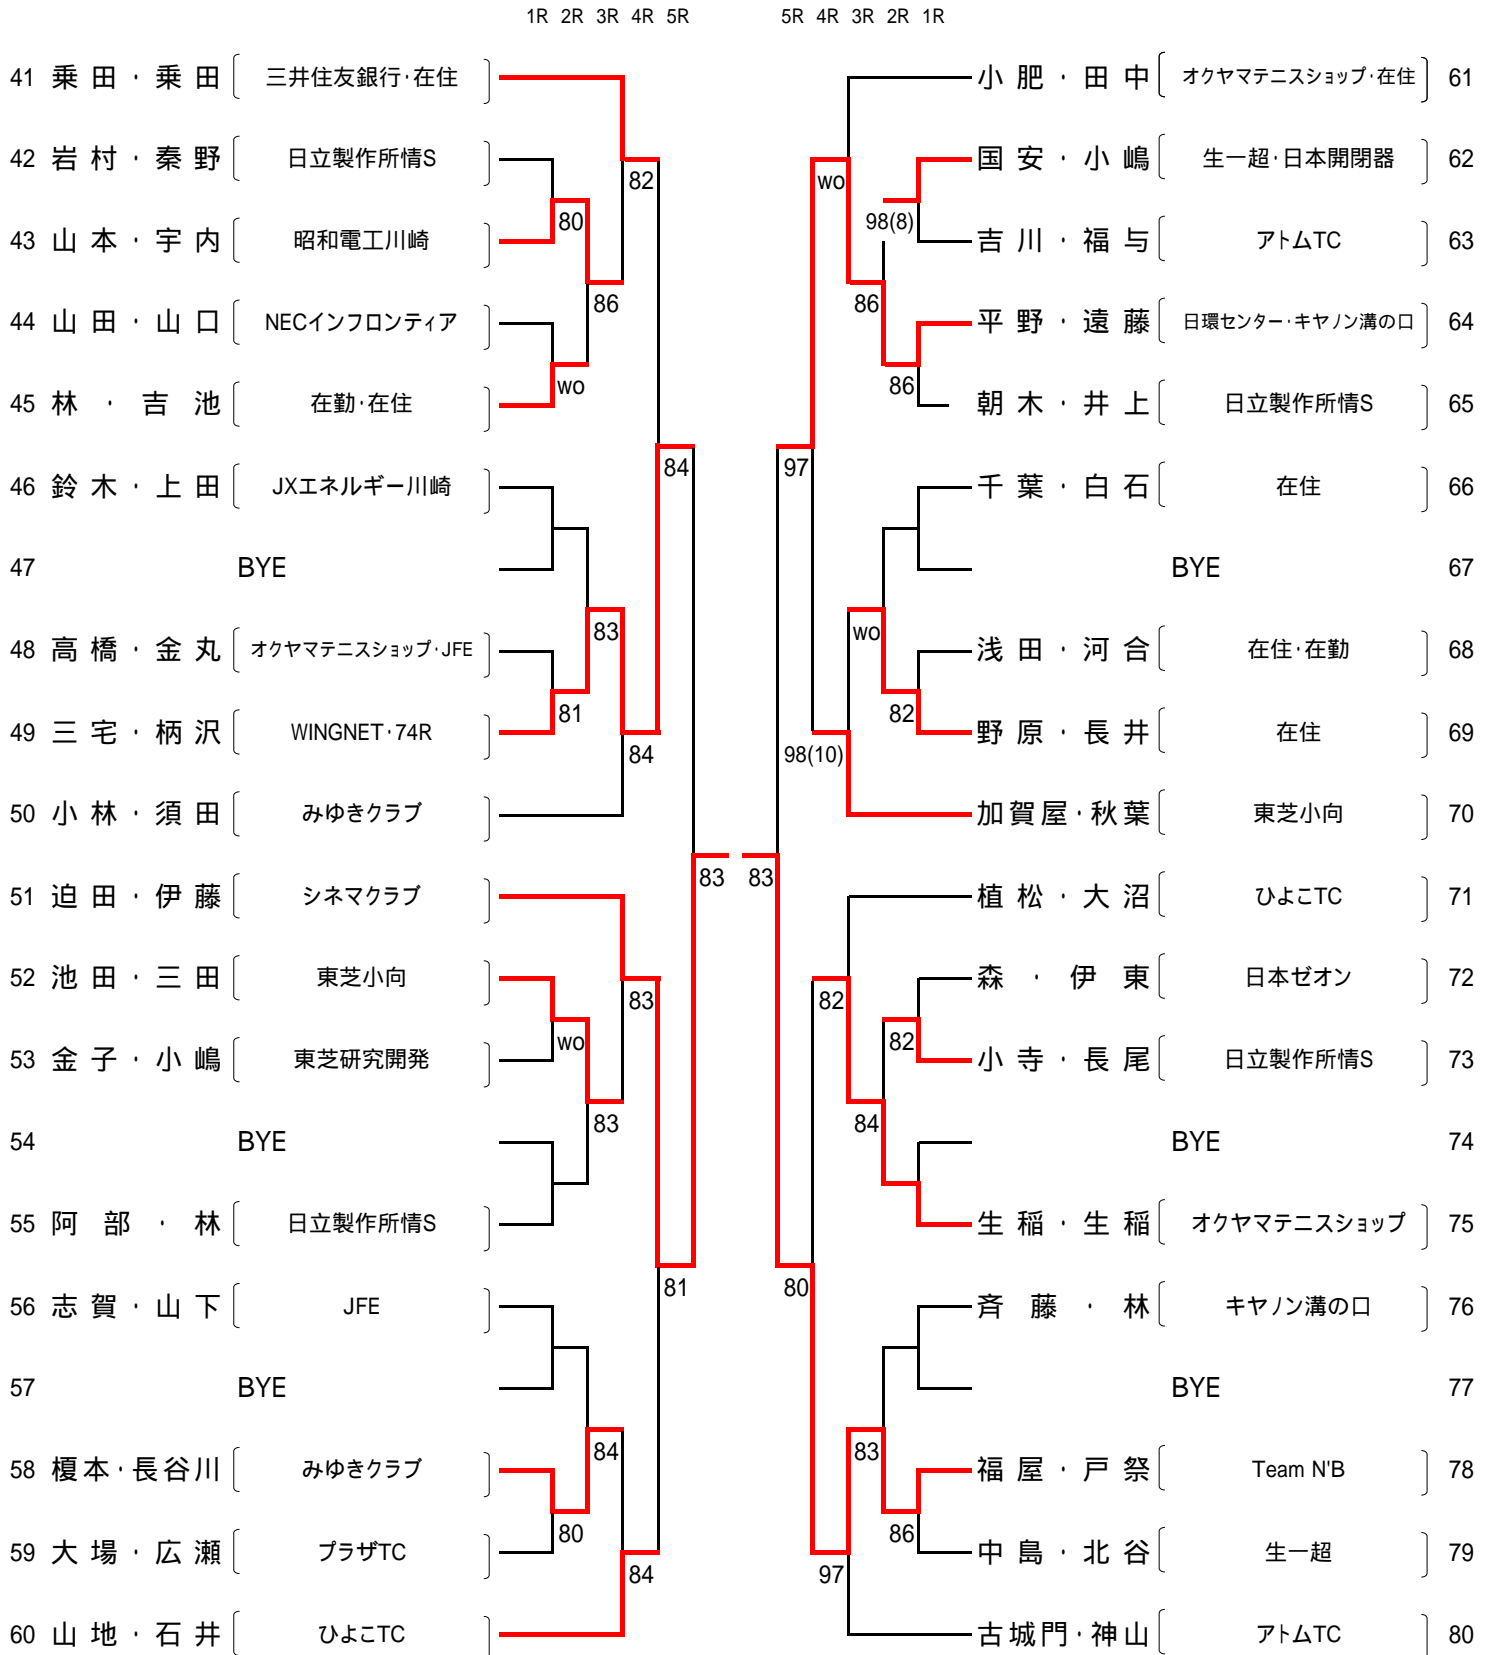 1R 2R 3R 4R 5R 5R 4R 3R 2R 1R
41 乗田・乗田 三井住友銀行・在住 小肥・田中 オクヤマテニスショップ・在住 61
42 岩村・秦野 日立製作所情S 82 wo 国安・小嶋 生一超・日本開閉器 62
80 98(8)
43 山本・宇内 昭和電工川崎 吉川・福与 アトムTC 63
86 86
44 山田・山口 NECインフロンティア 平野・遠藤 日環センター・キヤノン溝の口 64
wo 86
45 林・吉池 在勤・在住 朝木・井上 日立製作所情S 65
84 97
46 鈴木・上田 JXエネルギー川崎 千葉・白石 在住 66
47 BYE BYE 67
83 wo
48 高橋・金丸 オクヤマテニスショップ・JFE 浅田・河合 在住・在勤 68
81 82
49 三宅・柄沢 WINGNET・74R 野原・長井 在住 69
84 98(10)
50 小林・須田 みゆきクラブ 加賀屋・秋葉 東芝小向 70
83 83
51 迫田・伊藤 シネマクラブ 植松・大沼 ひよこTC 71
52 池田・三田 東芝小向 森・伊東 日本ゼオン 72
83 82
wo 82
53 金子・小嶋 東芝研究開発 小寺・長尾 日立製作所情S 73
83 84
54 BYE BYE 74
55 阿部・林 日立製作所情S 生稲・生稲 オクヤマテニスショップ 75
81 80
56 志賀・山下 JFE 斉藤・林 キヤノン溝の口 76
57 BYE BYE 77
84 83
58 榎本・長谷川 みゆきクラブ 福屋・戸祭 Team N'B 78
80 86
59 大場・広瀬 プラザTC 中島・北谷 生一超 79
84 97
60 山地・石井 ひよこTC 古城門・神山 アトムTC 80